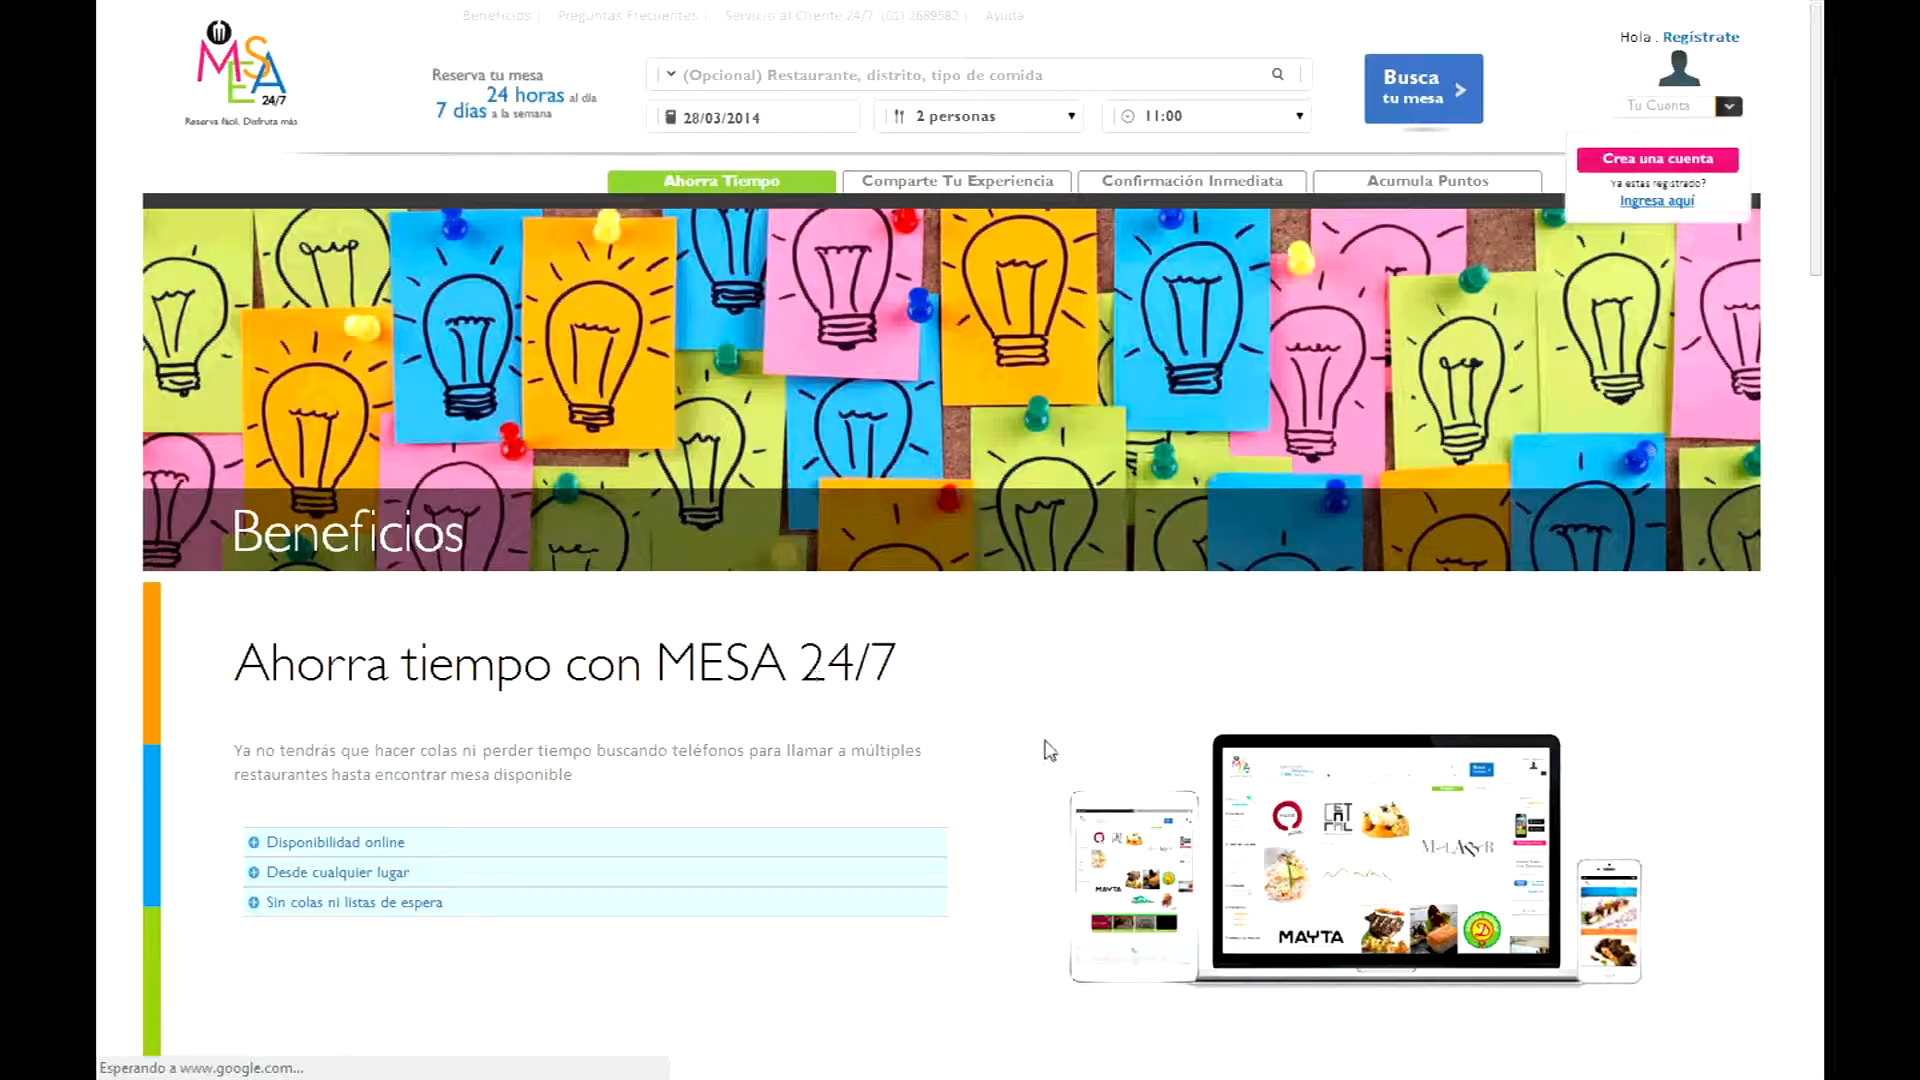 Beneficios | Preguntas Frecuentes | Servicio al Cliente 24/7 (01) 2689582 | Ayuda
MESA
24/7
Reserva fácil. Disfruta más
Reserva tu mesa
24 horas al día
7 días a la semana
(Opcional) Restaurante, distrito, tipo de comida
28/03/2014
2 personas
11:00
Busca
tu mesa
Hola . Regístrate
Tu Cuenta
Crea una cuenta
Ya estas registrado?
Ingresa aquí
Ahorra Tiempo
Comparte Tu Experiencia
Confirmación Inmediata
Acumula Puntos
Beneficios
Ahorra tiempo con MESA 24/7
Ya no tendrás que hacer colas ni perder tiempo buscando teléfonos para llamar a múltiples
restaurantes hasta encontrar mesa disponible
Disponibilidad online
Desde cualquier lugar
Sin colas ni listas de espera
MAYTA
MAYTA
Esperando a www.google.com...